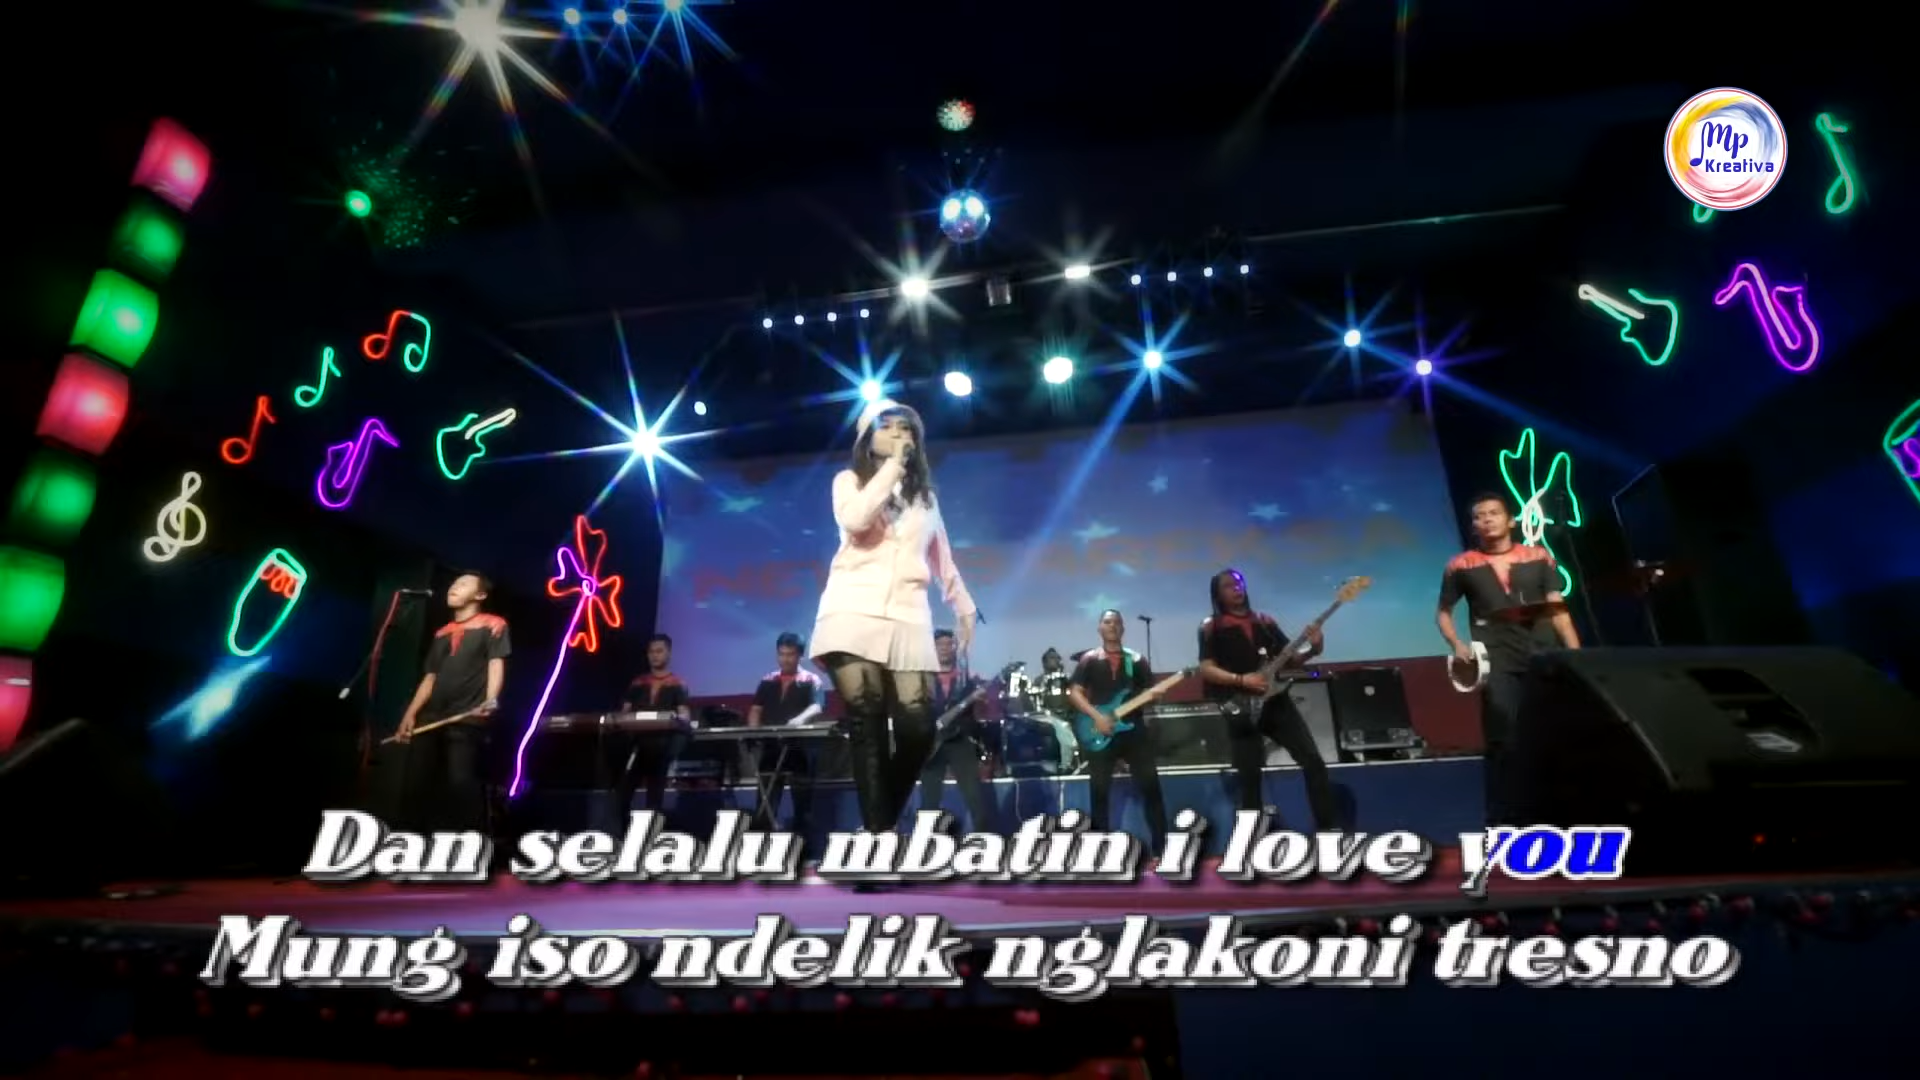 Mp
Kreativa
Dan selalu mbatin i love you
Mung iso ndelik nglakoni tresno